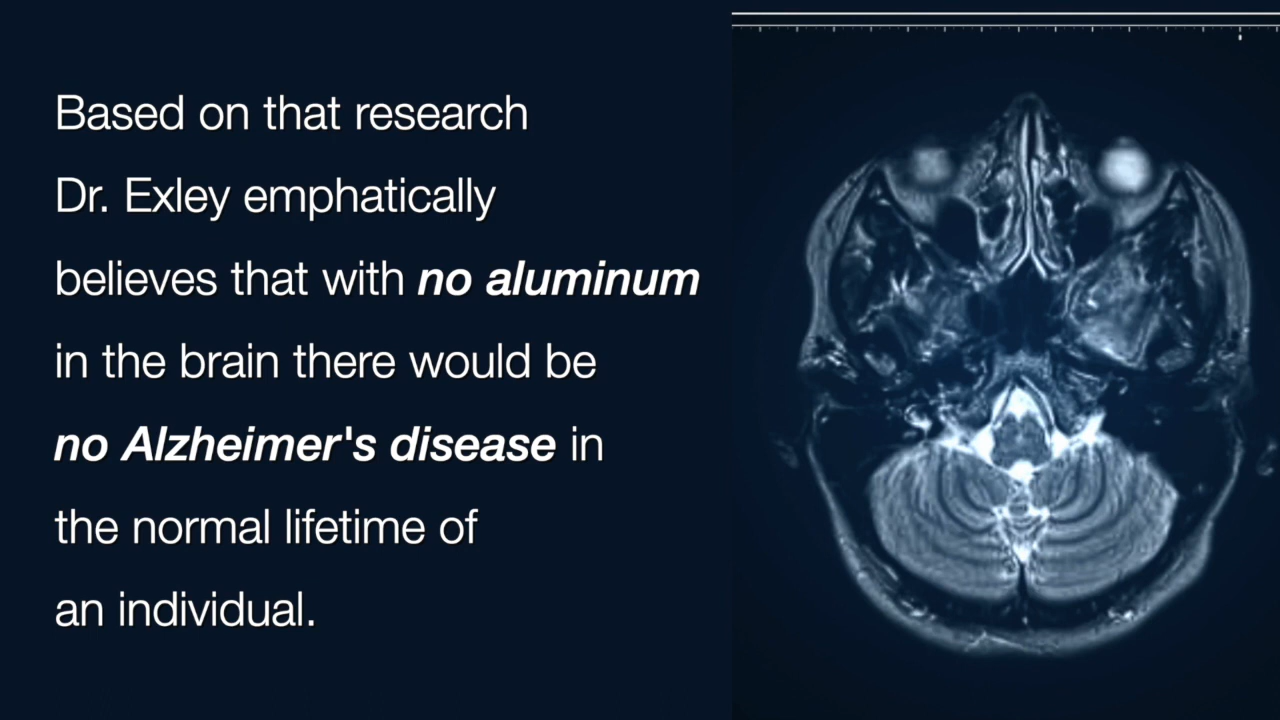 Based on that research
Dr. Exley emphatically
believes that with no aluminum
in the brain there would be
no Alzheimer's disease in
the normal lifetime of
an individual.